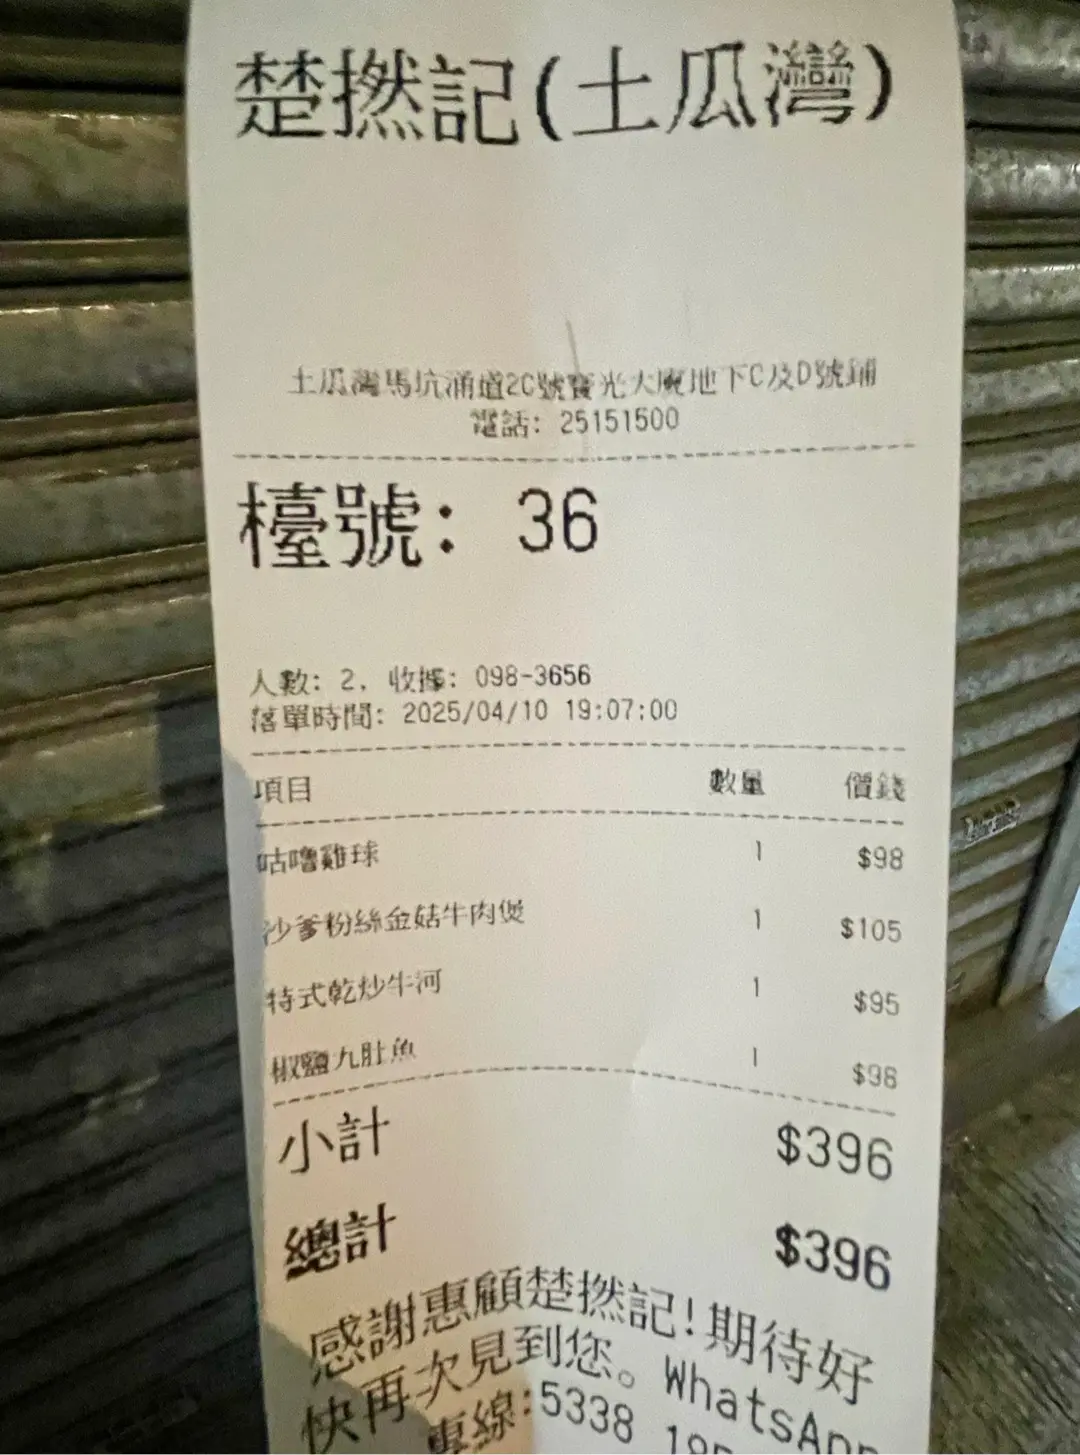 楚撚記(土瓜灣)
土瓜灣馬坑涌道2C號寶光大廈地下C及D號鋪
電話: 25151500
檯號: 36
人數: 2, 收據: 098-3656
落單時間: 2025/04/10 19:07:00
項目 數量 價錢
咕嚕雞球 1 $98
沙爹粉絲金菇牛肉煲 1 $105
特式乾炒牛河 1 $95
椒鹽九肚魚 1 $98
小計 $396
總計 $396
感謝惠顧楚撚記!期待好
快再次見到您。WhatsApp
專線:5338